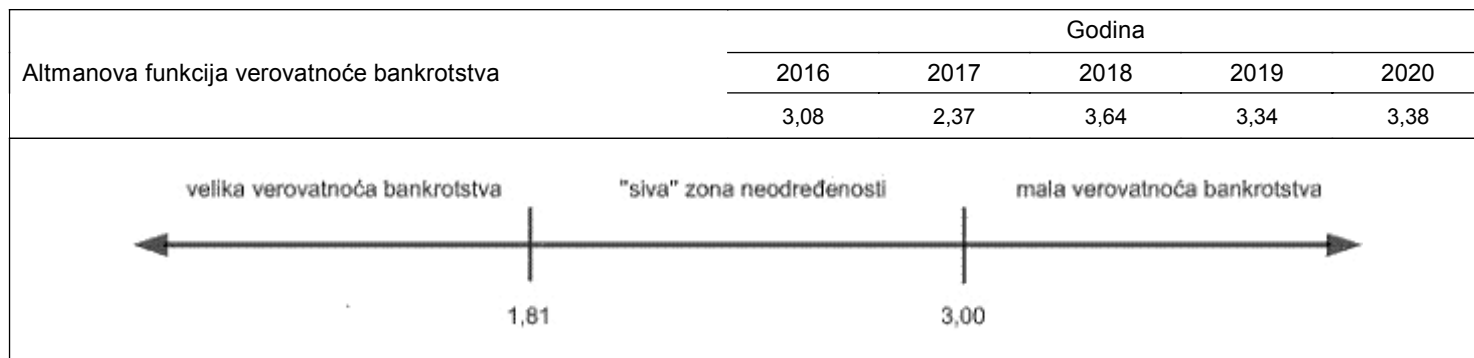 Godina
Altmanova funkcija verovatnoće bankrotstva 2016 2017 2018 2019 2020
3,08 2,37 3,64 3,34 3,38
velika verovatnoća bankrotstva "siva" zona neodređenosti mala verovatnoća bankrotstva
1,81 3,00